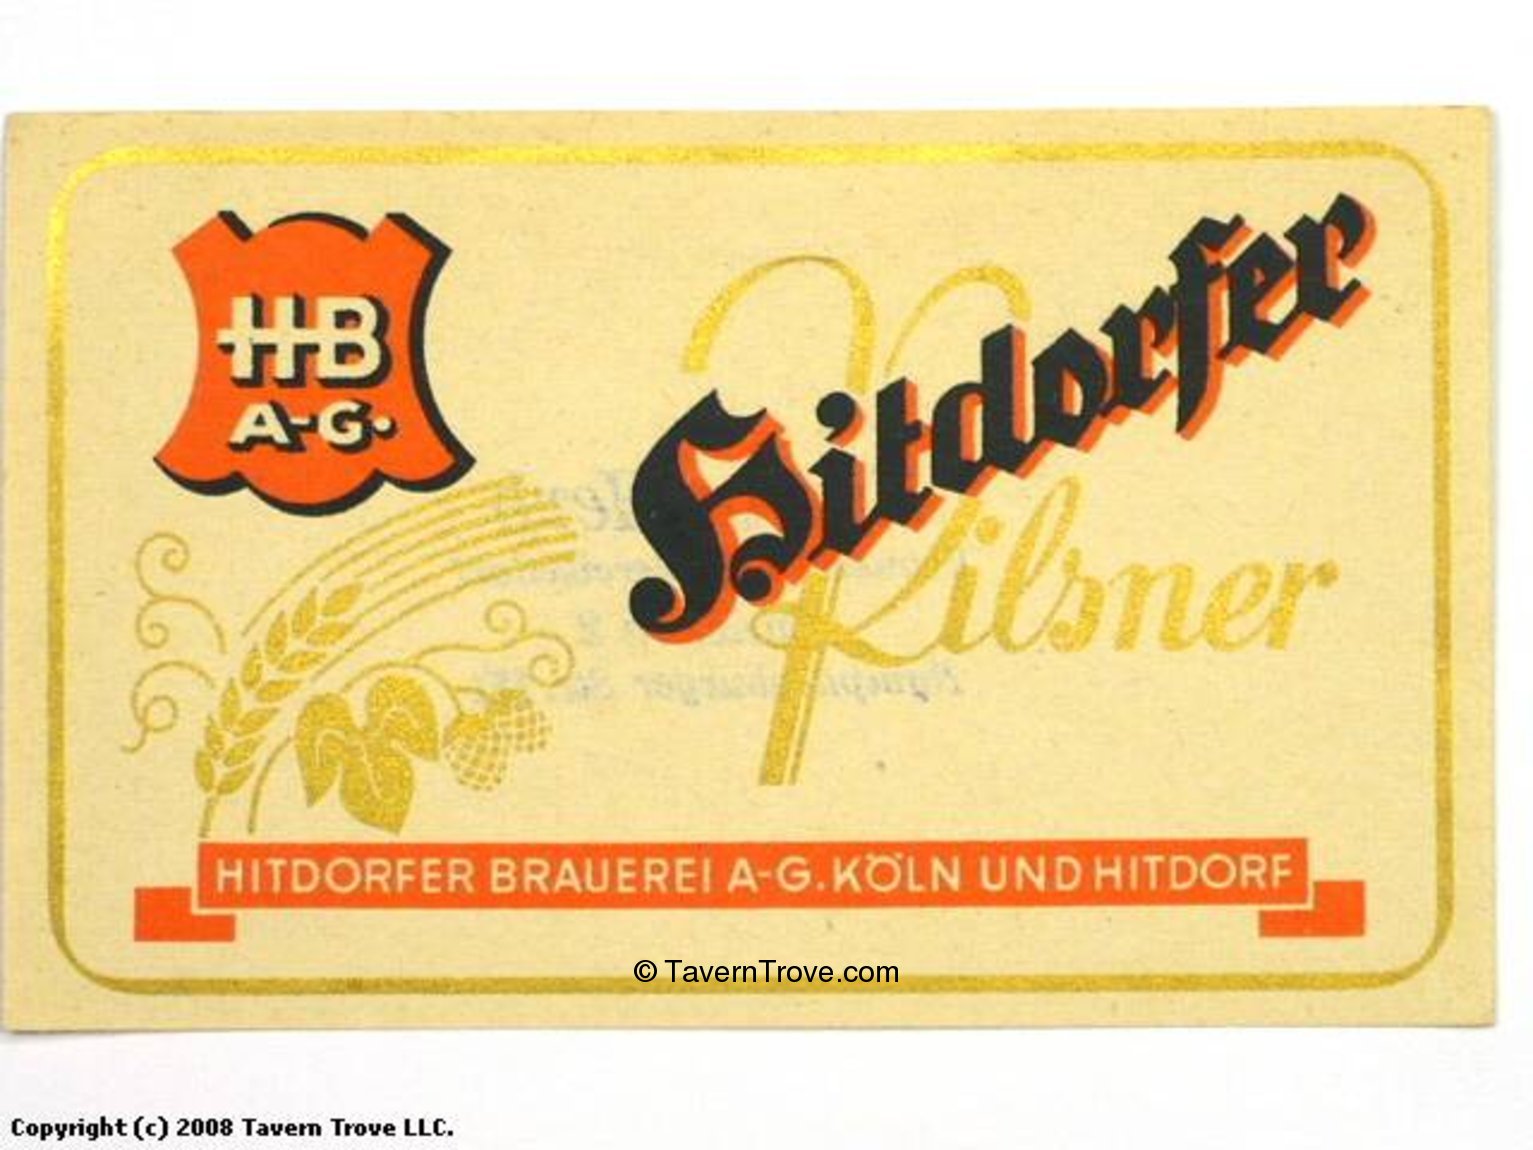 HB
A-G.
Hitdorfer
Pilsner
HITDORFER BRAUEREI A-G. KÖLN UND HITDORF
© TavernTrove.com
Copyright (c) 2008 Tavern Trove LLC.